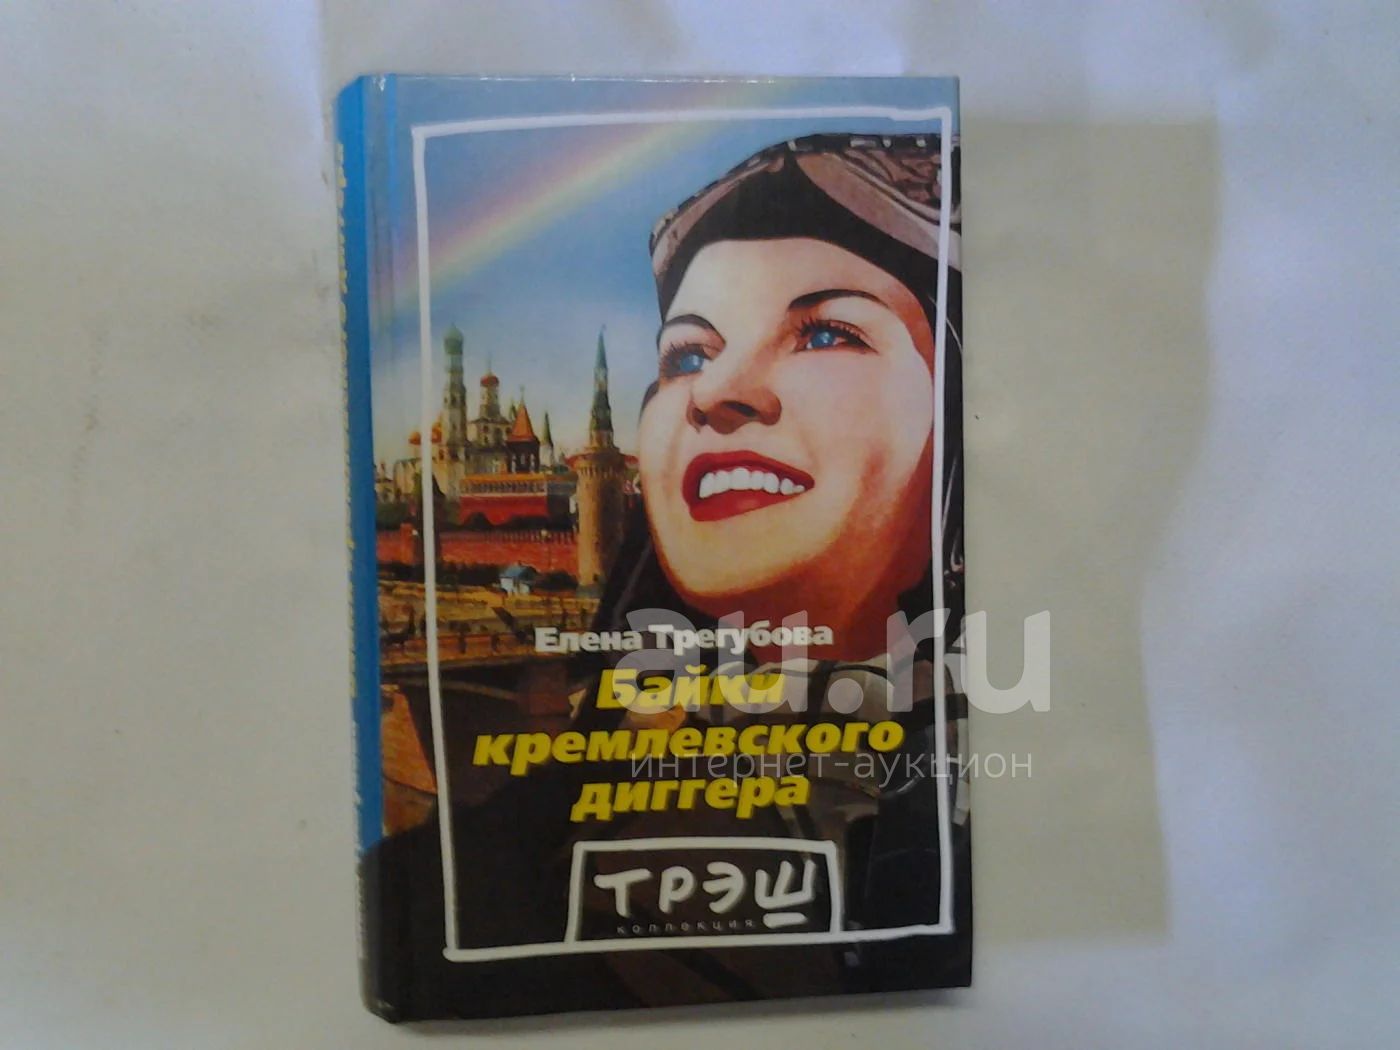 Елена Трегубова
Байки
кремлевского
диггера
ТРЭШ
коллекция
au.ru
интернет-аукцион